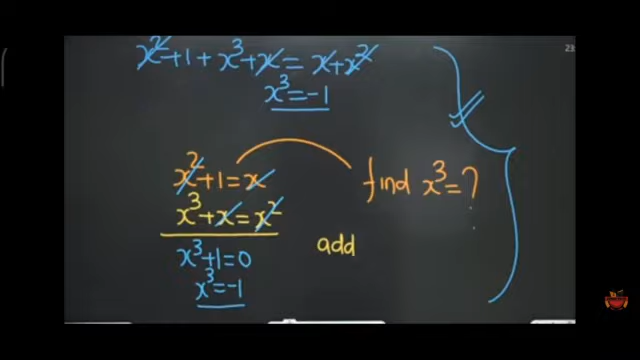 x²+1+x³+x=x+x²
x³=-1
x²+1=x
find x³=?
x³+x=x²
add
x³+1=0
x³=-1